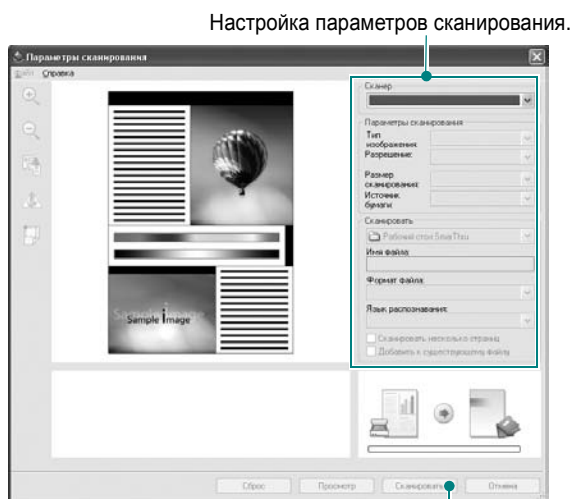 Настройка параметров сканирования.
Параметры сканирования
Файл Справка
Сканер
Параметры сканирования
Тип
изображения:
Разрешение:
Размер
сканирования:
Источник
бумаги:
Сканировать
Рабочий стол SmarThru
Имя файла:
Формат файла:
Язык распознавания:
Сканировать несколько страниц
Добавить к существующему файлу
Sample Image
Сброс Просмотр Сканировать Отмена